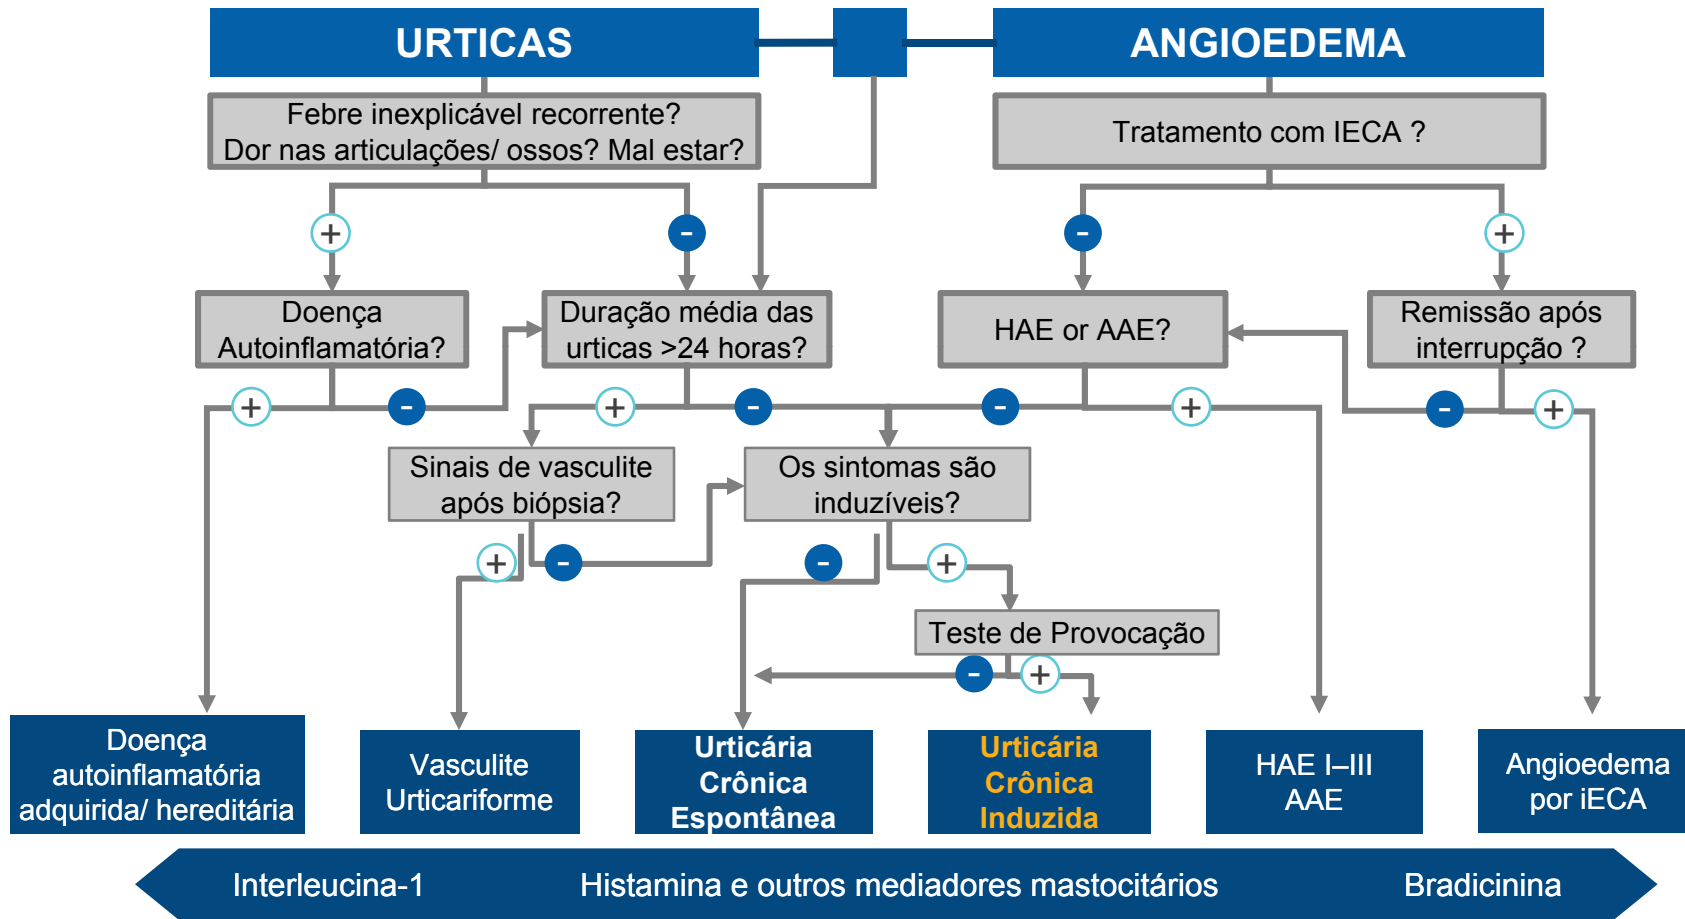 URTICAS
ANGIOEDEMA
Febre inexplicável recorrente?
Dor nas articulações/ ossos? Mal estar?
Tratamento com IECA ?
+
-
-
+
Doença
Autoinflamatória?
Duração média das
urticas >24 horas?
HAE or AAE?
Remissão após
interrupção ?
+
-
+
-
-
+
-
+
Sinais de vasculite
após biópsia?
Os sintomas são
induzíveis?
+
-
-
+
Teste de Provocação
-
+
Doença
autoinflamatória
adquirida/ hereditária
Vasculite
Urticariforme
Urticária
Crônica
Espontânea
Urticária
Crônica
Induzida
HAE I–III
AAE
Angioedema
por iECA
Interleucina-1
Histamina e outros mediadores mastocitários
Bradicinina